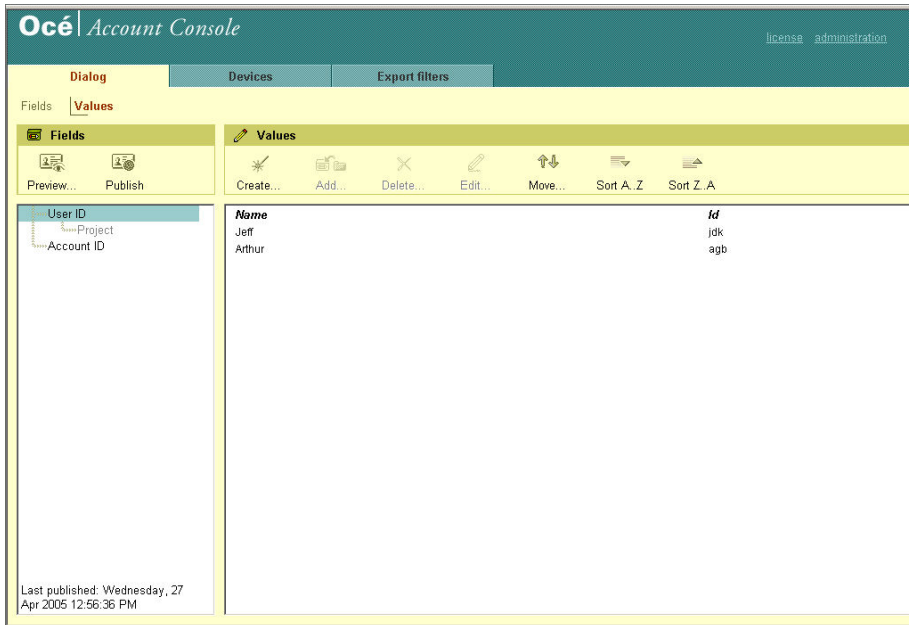 Océ Account Console
license administration
Dialog Devices Export filters
Fields Values
Fields
Values
Preview... Publish
Create... Add... Delete... Edit... Move... Sort A..Z Sort Z..A
User ID
Project
Account ID
Name Id
Jeff jdk
Arthur agb
Last published: Wednesday, 27
Apr 2005 12:56:36 PM